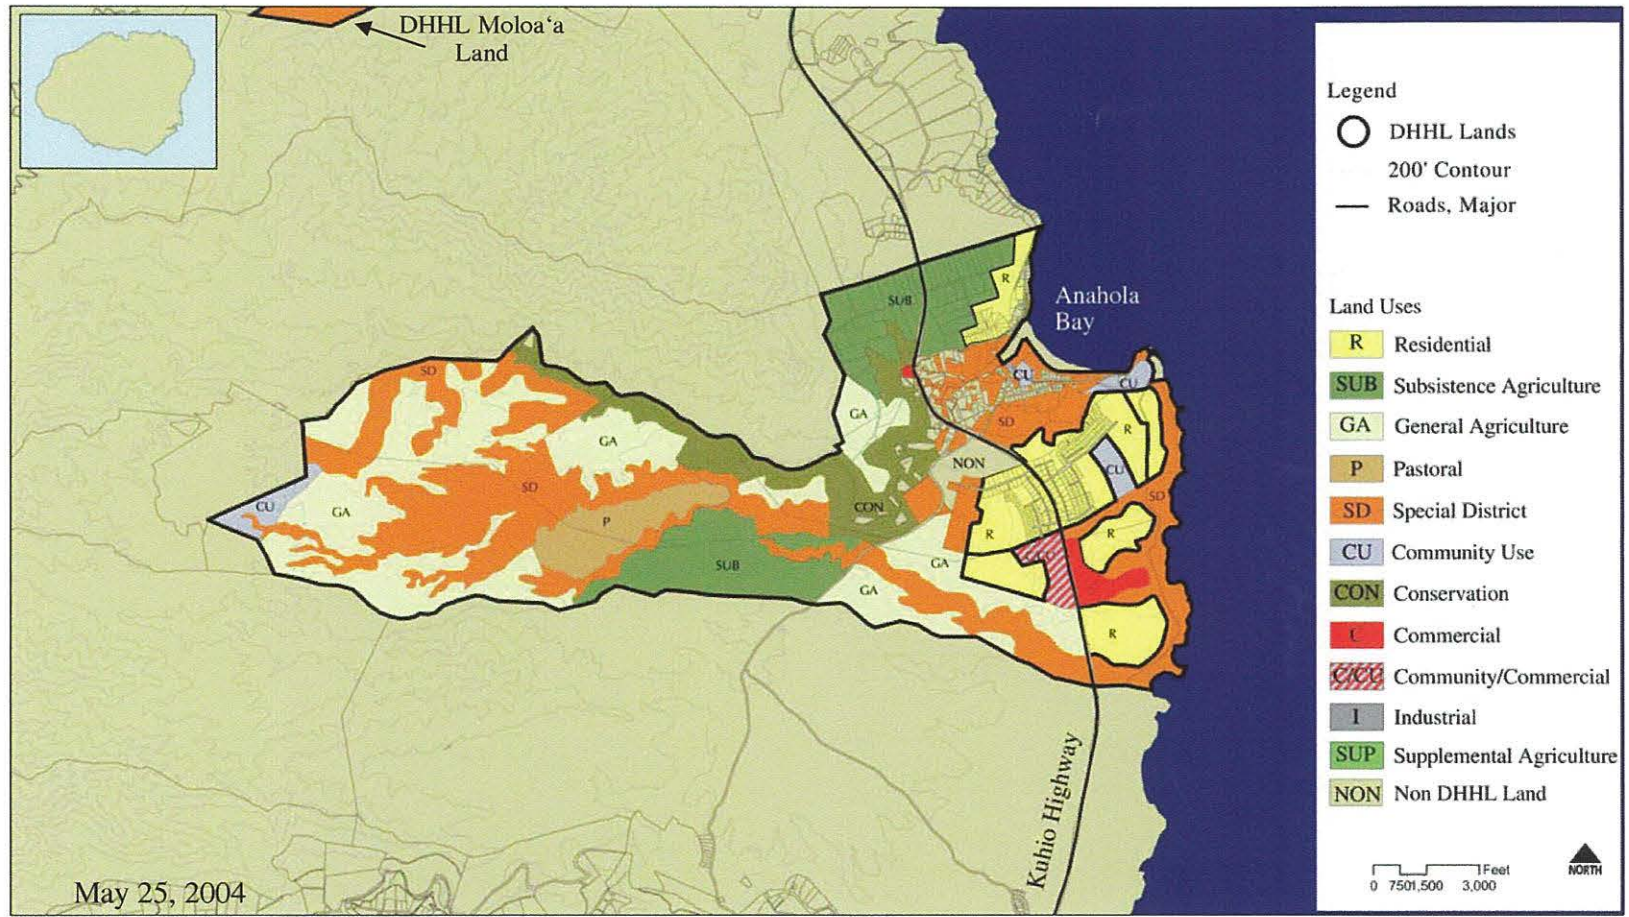 DHHL Moloa‘a
Land
Anahola
Bay
SUB
R
CU
CU
SD
GA
SD
GA
R
NON
CU
SD
SD
CU
GA
CON
P
R
R
SUB
GA
GA
R
Kuhio Highway
May 25, 2004
Legend
DHHL Lands
200' Contour
Roads, Major
Land Uses
R Residential
SUB Subsistence Agriculture
GA General Agriculture
P Pastoral
SD Special District
CU Community Use
CON Conservation
C Commercial
C/CU Community/Commercial
I Industrial
SUP Supplemental Agriculture
NON Non DHHL Land
Feet
0 750 1,500 3,000
NORTH